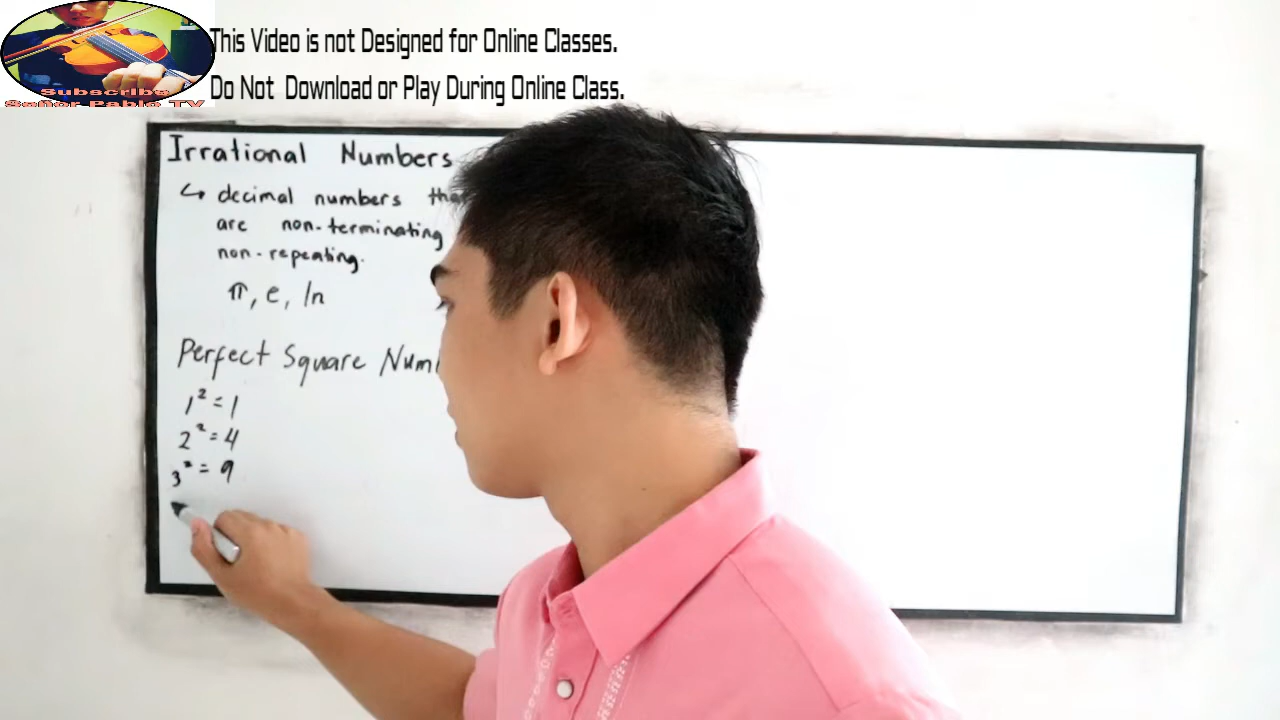 This Video is not Designed for Online Classes.
Do Not Download or Play During Online Class.
Subscribe
Señor Pablo TV
Irrational Numbers
↳ decimal numbers
are non-terminating
non-repeating.
π, e, ln
Perfect Square
1² = 1
2² = 4
3² = 9